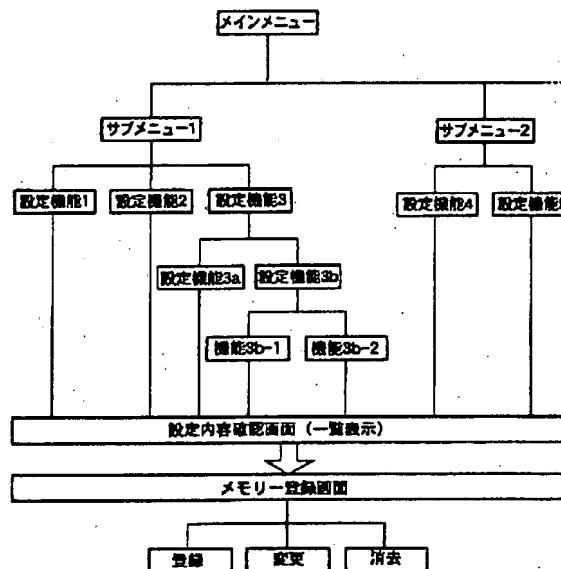 メインメニュー
サブメニュー1
サブメニュー2
設定機能1
設定機能2
設定機能3
設定機能4
設定機能
設定機能3a
設定機能3b
機能3b-1
機能3b-2
設定内容確認画面 (一覧表示)
メモリー登録画面
登録
変更
消去